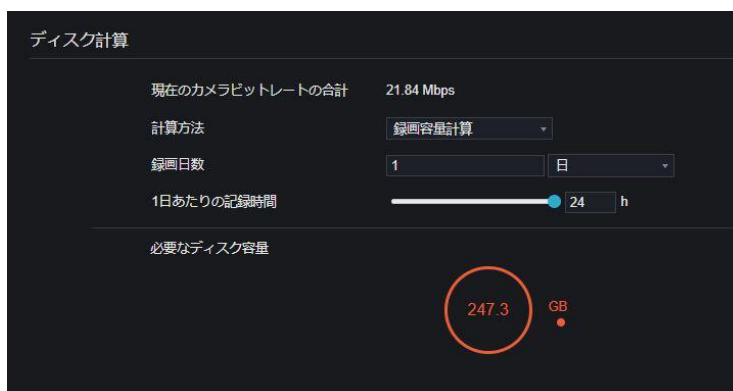 ディスク計算
現在のカメラビットレートの合計 21.84 Mbps
計算方法 録画容量計算
録画日数 1 日
1日あたりの記録時間 24 h
必要なディスク容量
247.3 GB